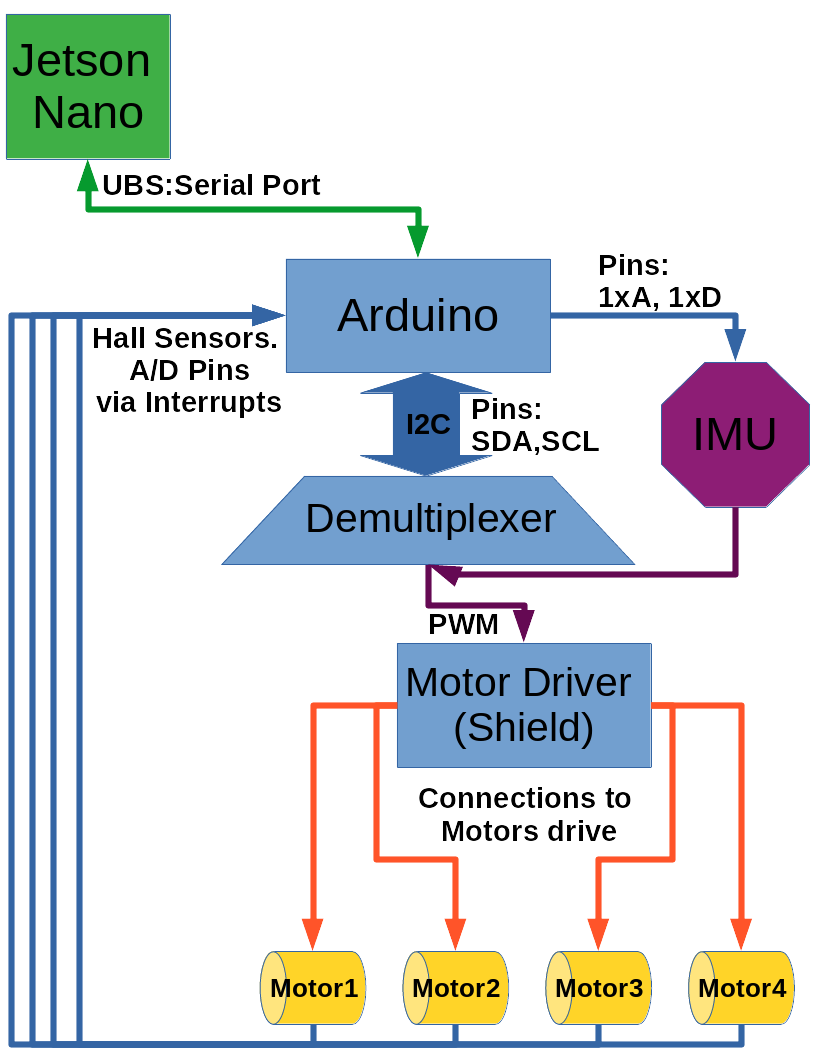 Jetson
Nano
UBS:Serial Port
Pins:
1xA, 1xD
Arduino
Hall Sensors.
A/D Pins
via Interrupts
I2C
Pins:
SDA,SCL
IMU
Demultiplexer
PWM
Motor Driver
(Shield)
Connections to
Motors drive
Motor1
Motor2
Motor3
Motor4